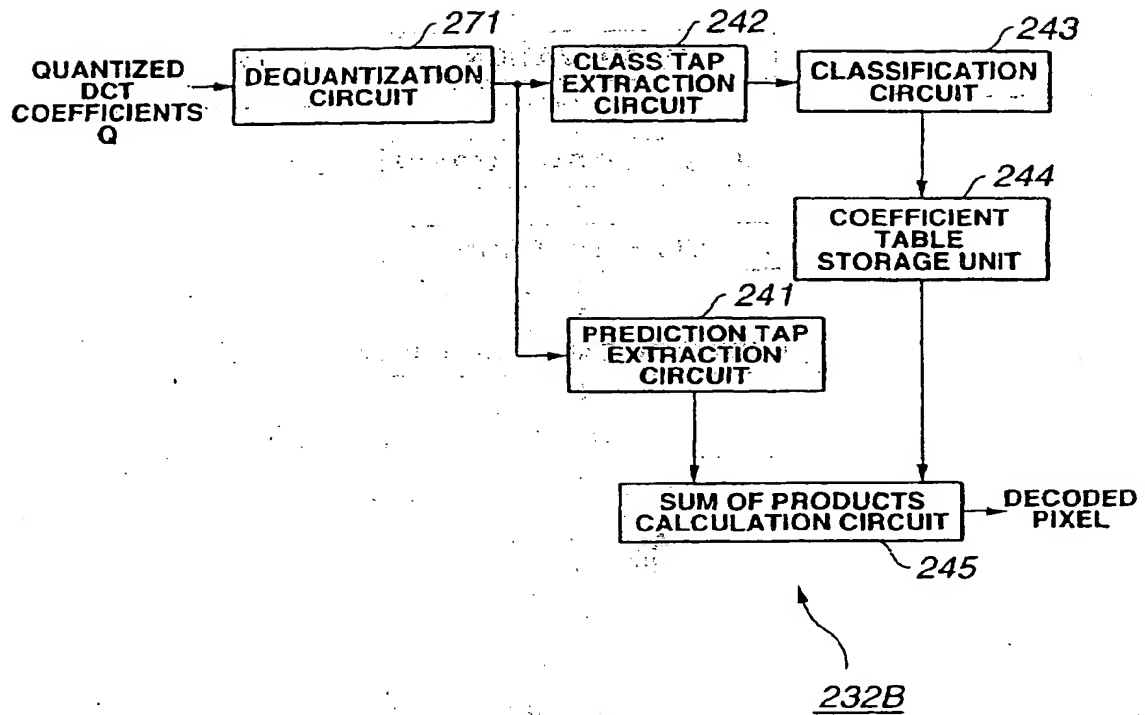 271
242
243
QUANTIZED
DCT
COEFFICIENTS
Q
DEQUANTIZATION
CIRCUIT
CLASS TAP
EXTRACTION
CIRCUIT
CLASSIFICATION
CIRCUIT
244
COEFFICIENT
TABLE
STORAGE UNIT
241
PREDICTION TAP
EXTRACTION
CIRCUIT
SUM OF PRODUCTS
CALCULATION CIRCUIT
DECODED
PIXEL
245
232B